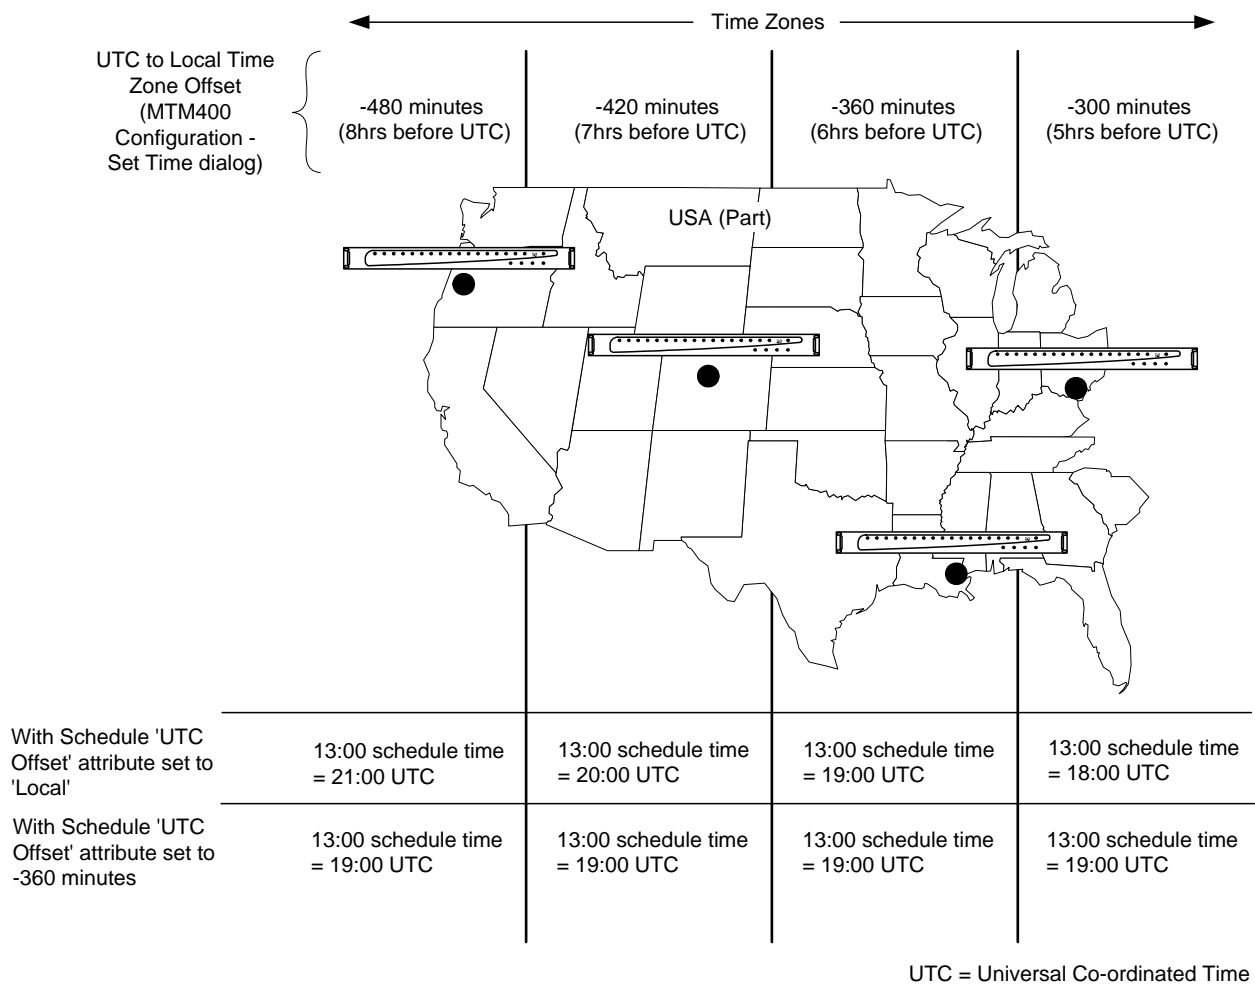 Time Zones
UTC to Local Time
Zone Offset
(MTM400
Configuration -
Set Time dialog)
-480 minutes
(8hrs before UTC)
-420 minutes
(7hrs before UTC)
-360 minutes
(6hrs before UTC)
-300 minutes
(5hrs before UTC)
USA (Part)
With Schedule 'UTC
Offset' attribute set to
'Local'
13:00 schedule time
= 21:00 UTC
13:00 schedule time
= 20:00 UTC
13:00 schedule time
= 19:00 UTC
13:00 schedule time
= 18:00 UTC
With Schedule 'UTC
Offset' attribute set to
-360 minutes
13:00 schedule time
= 19:00 UTC
13:00 schedule time
= 19:00 UTC
13:00 schedule time
= 19:00 UTC
13:00 schedule time
= 19:00 UTC
UTC = Universal Co-ordinated Time